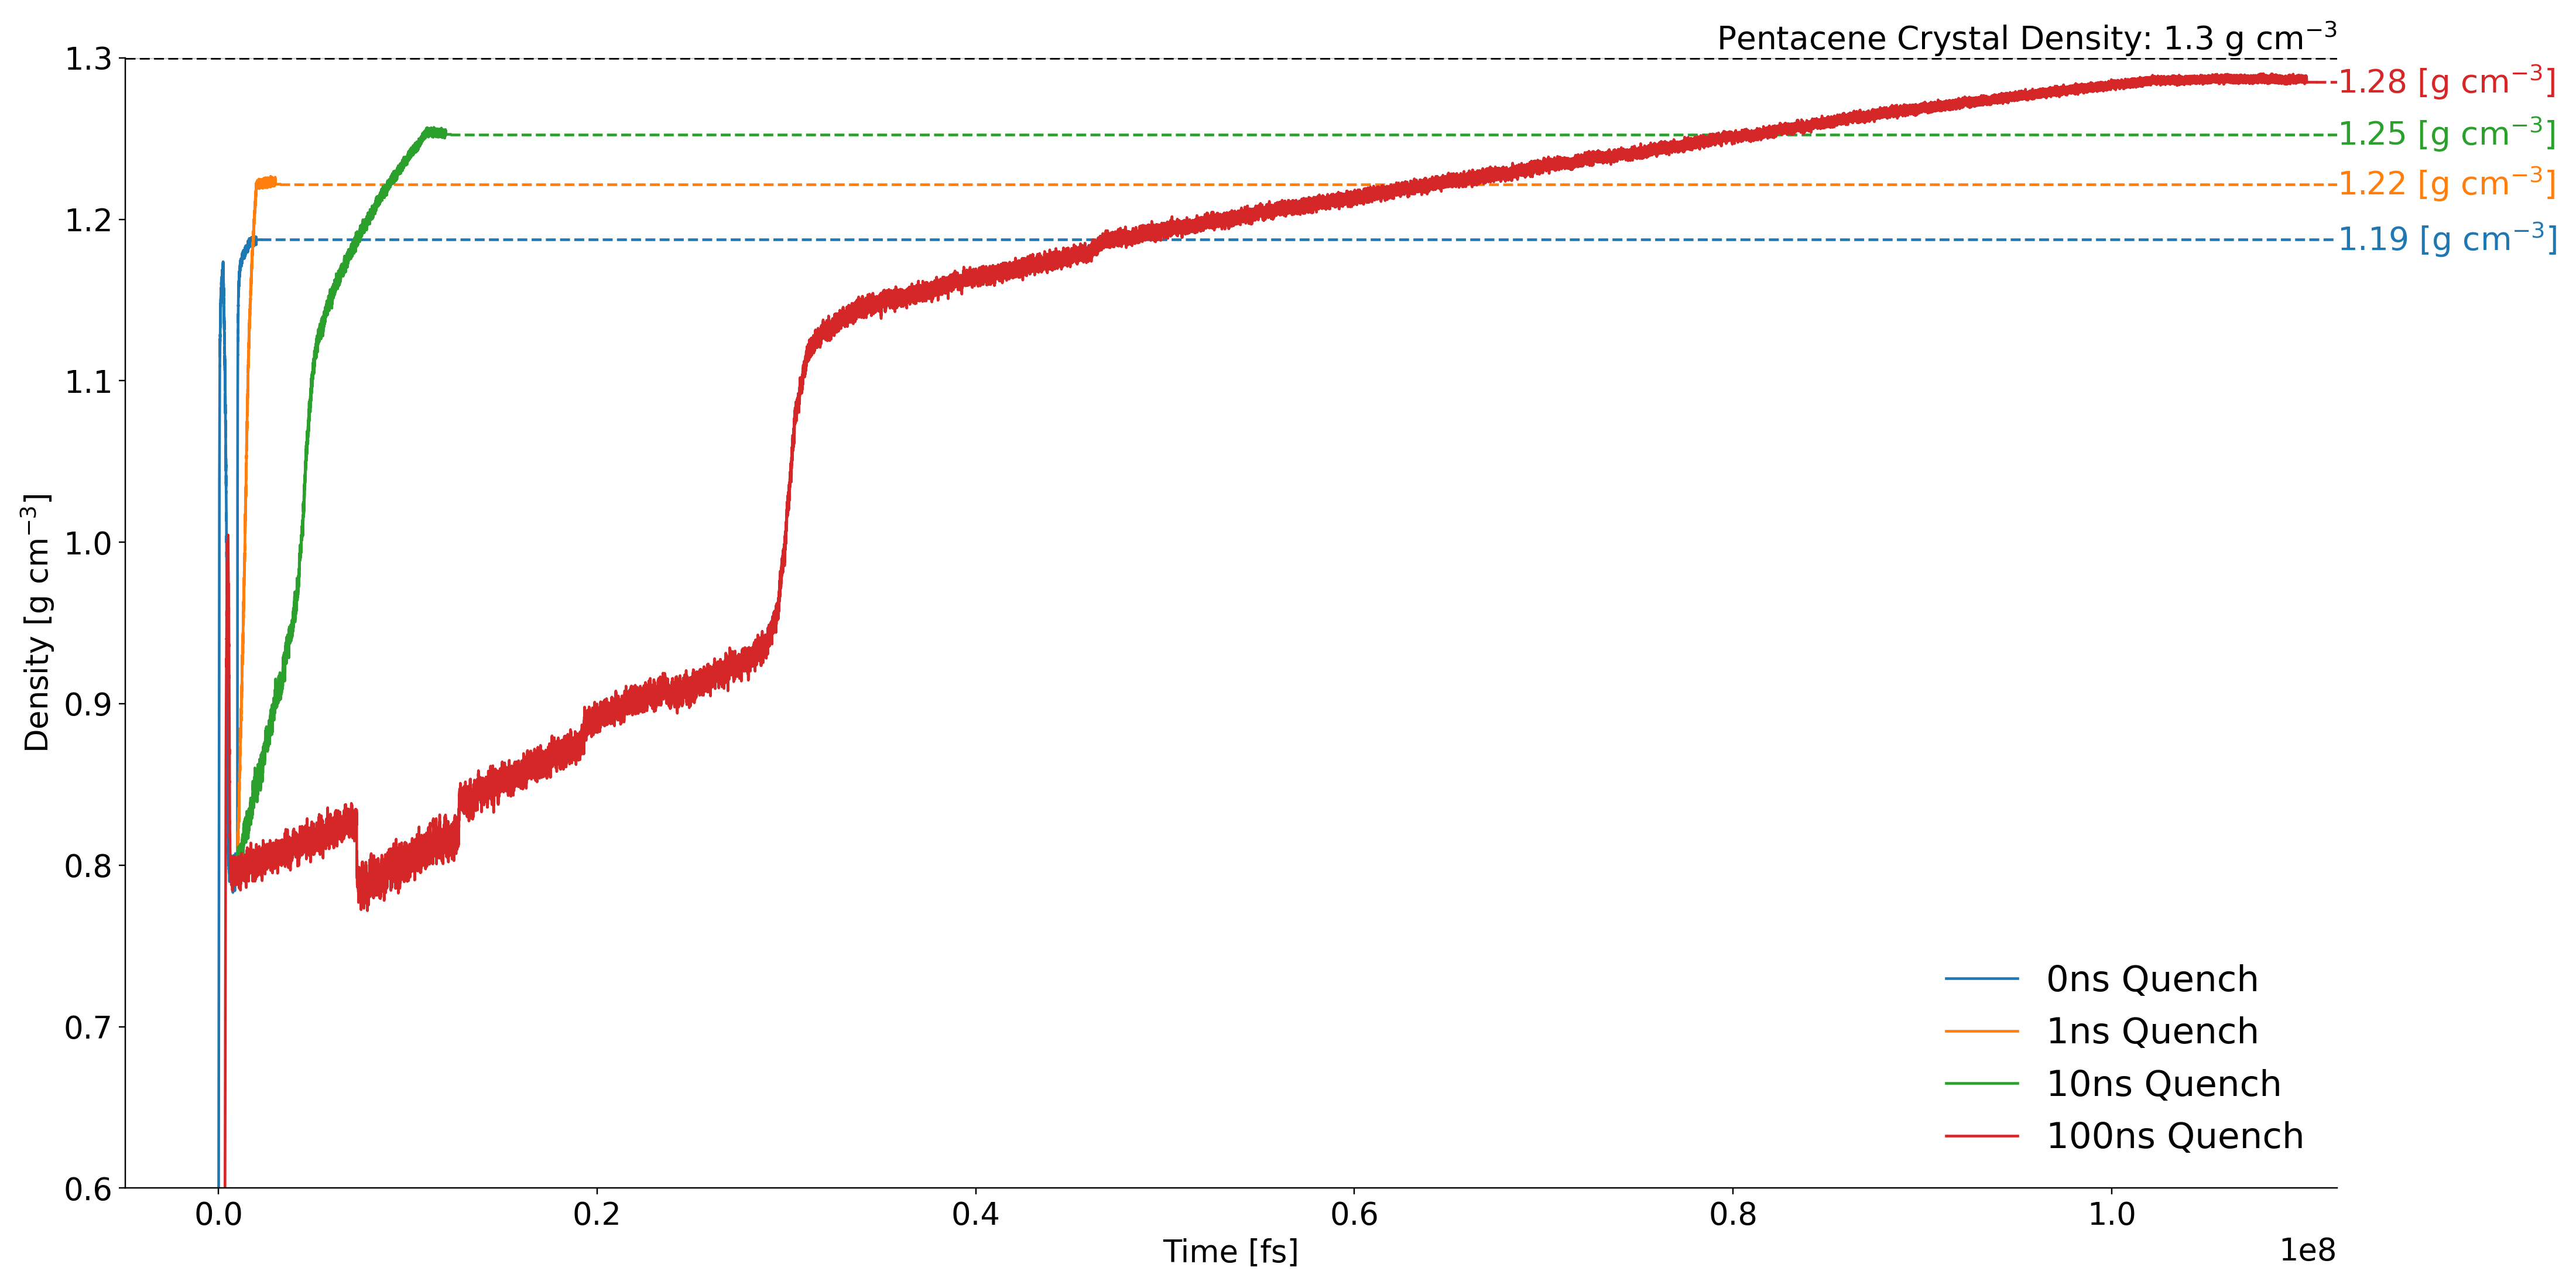 Pentacene Crystal Density: 1.3 g cm⁻³
1.3
1.28 [g cm⁻³]
1.25 [g cm⁻³]
1.22 [g cm⁻³]
1.2
1.19 [g cm⁻³]
1.1
1.0
0.9
0.8
0.7
0.6
Density [g cm⁻³]
0ns Quench
1ns Quench
10ns Quench
100ns Quench
0.0 0.2 0.4 0.6 0.8 1.0
Time [fs]
1e8